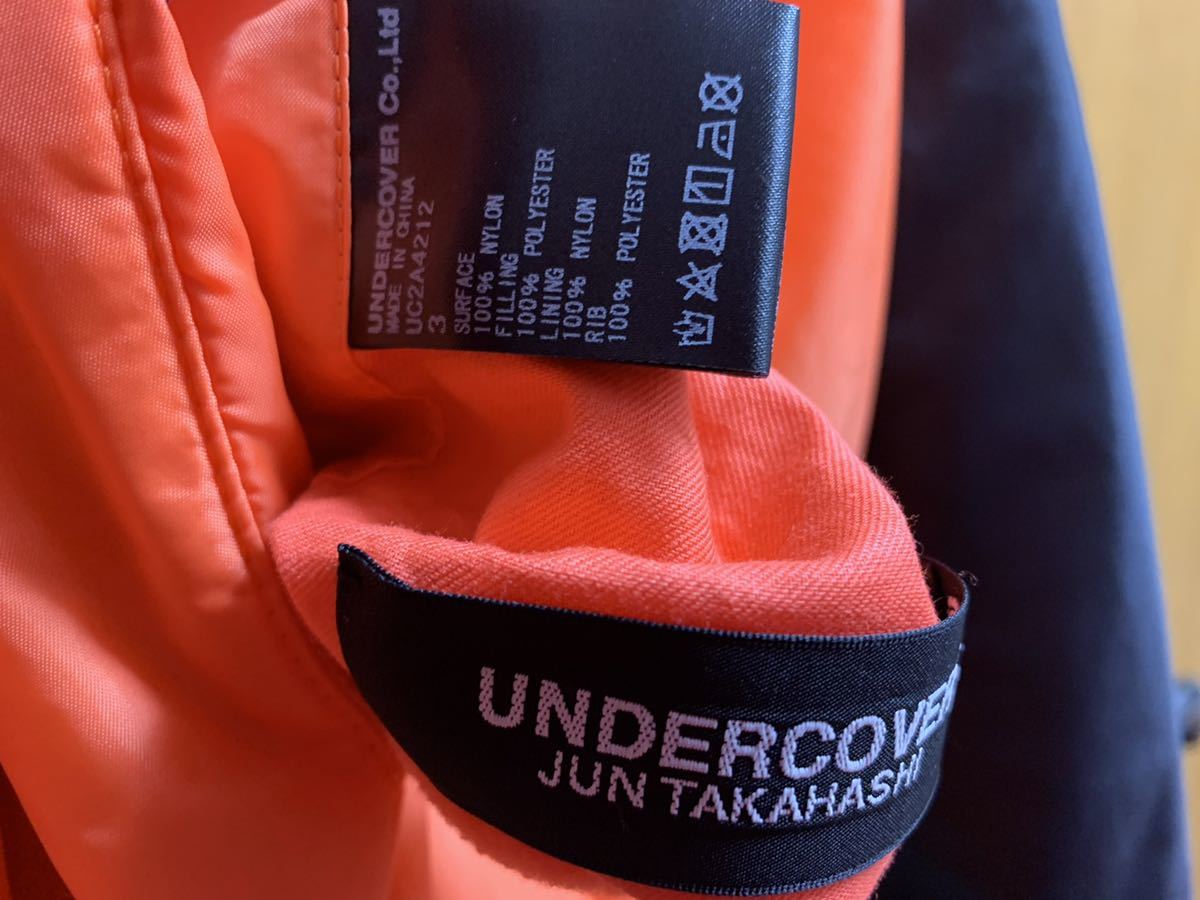 UNDERCOVER Co.,Ltd
MADE IN CHINA
UC2A4212
3
SURFACE
100% NYLON
FILLING
100% POLYESTER
LINING
100% NYLON
RIB
100% POLYESTER
UNDERCOVER
JUN TAKAHASHI